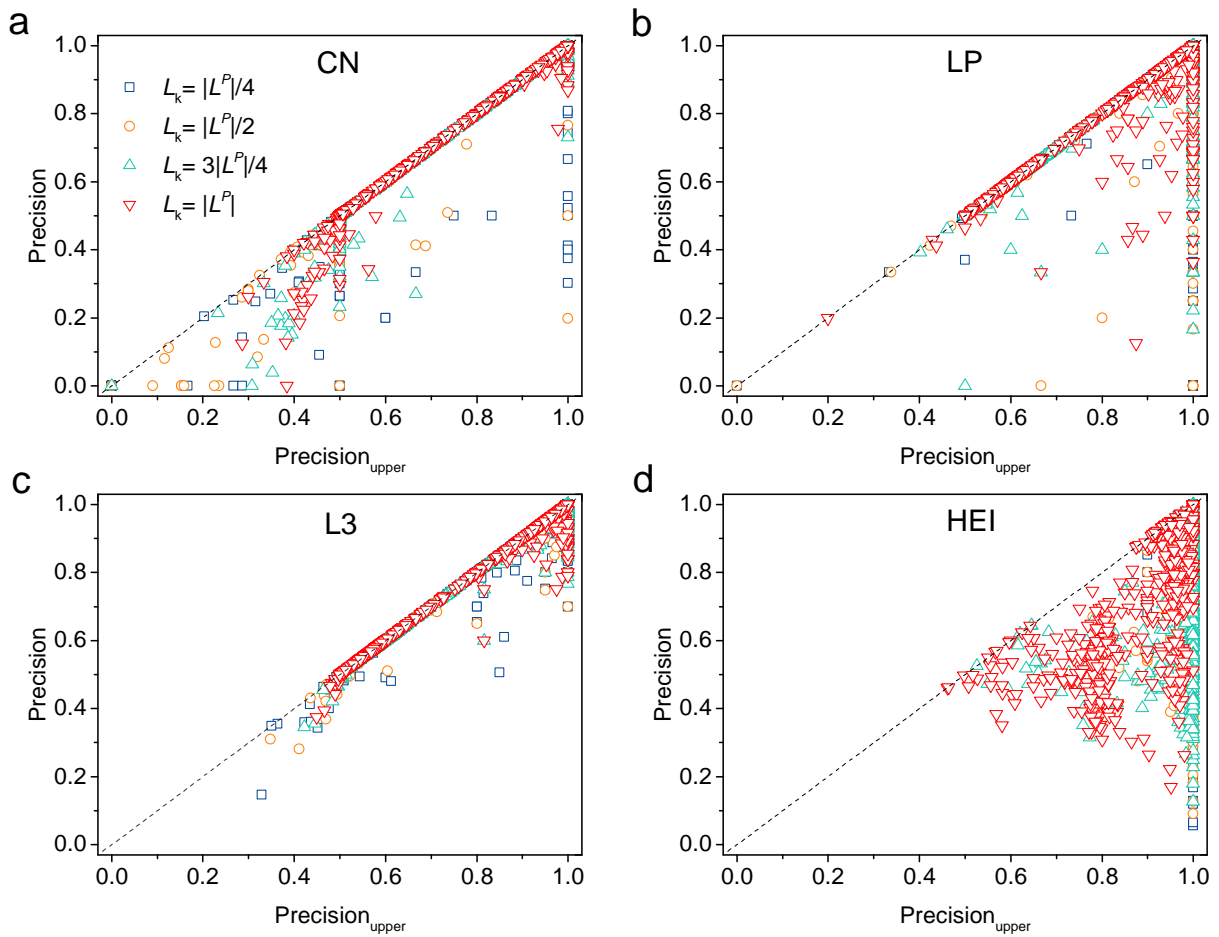 a
CN
L_k = |L^P|/4
L_k = |L^P|/2
L_k = 3|L^P|/4
L_k = |L^P|
1.0
0.8
0.6
0.4
0.2
0.0
Precision
0.0 0.2 0.4 0.6 0.8 1.0
Precision_upper
b
LP
1.0
0.8
0.6
0.4
0.2
0.0
Precision
0.0 0.2 0.4 0.6 0.8 1.0
Precision_upper
c
L3
1.0
0.8
0.6
0.4
0.2
0.0
Precision
0.0 0.2 0.4 0.6 0.8 1.0
Precision_upper
d
HEI
1.0
0.8
0.6
0.4
0.2
0.0
Precision
0.0 0.2 0.4 0.6 0.8 1.0
Precision_upper